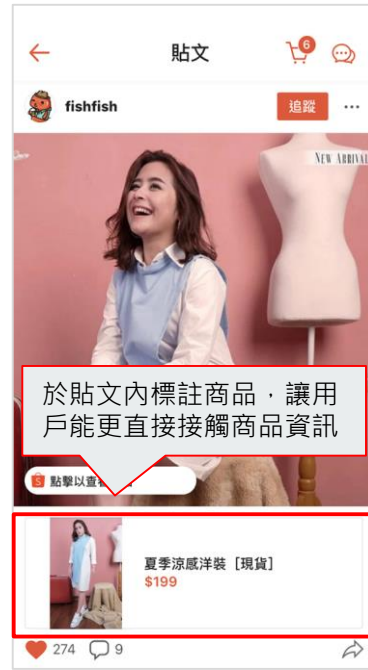 貼文
6
fishfish
追蹤
NEW ARRIVAL
於貼文內標註商品，讓用
戶能更直接接觸商品資訊
點擊以查
夏季涼感洋裝［現貨］
$199
274
9